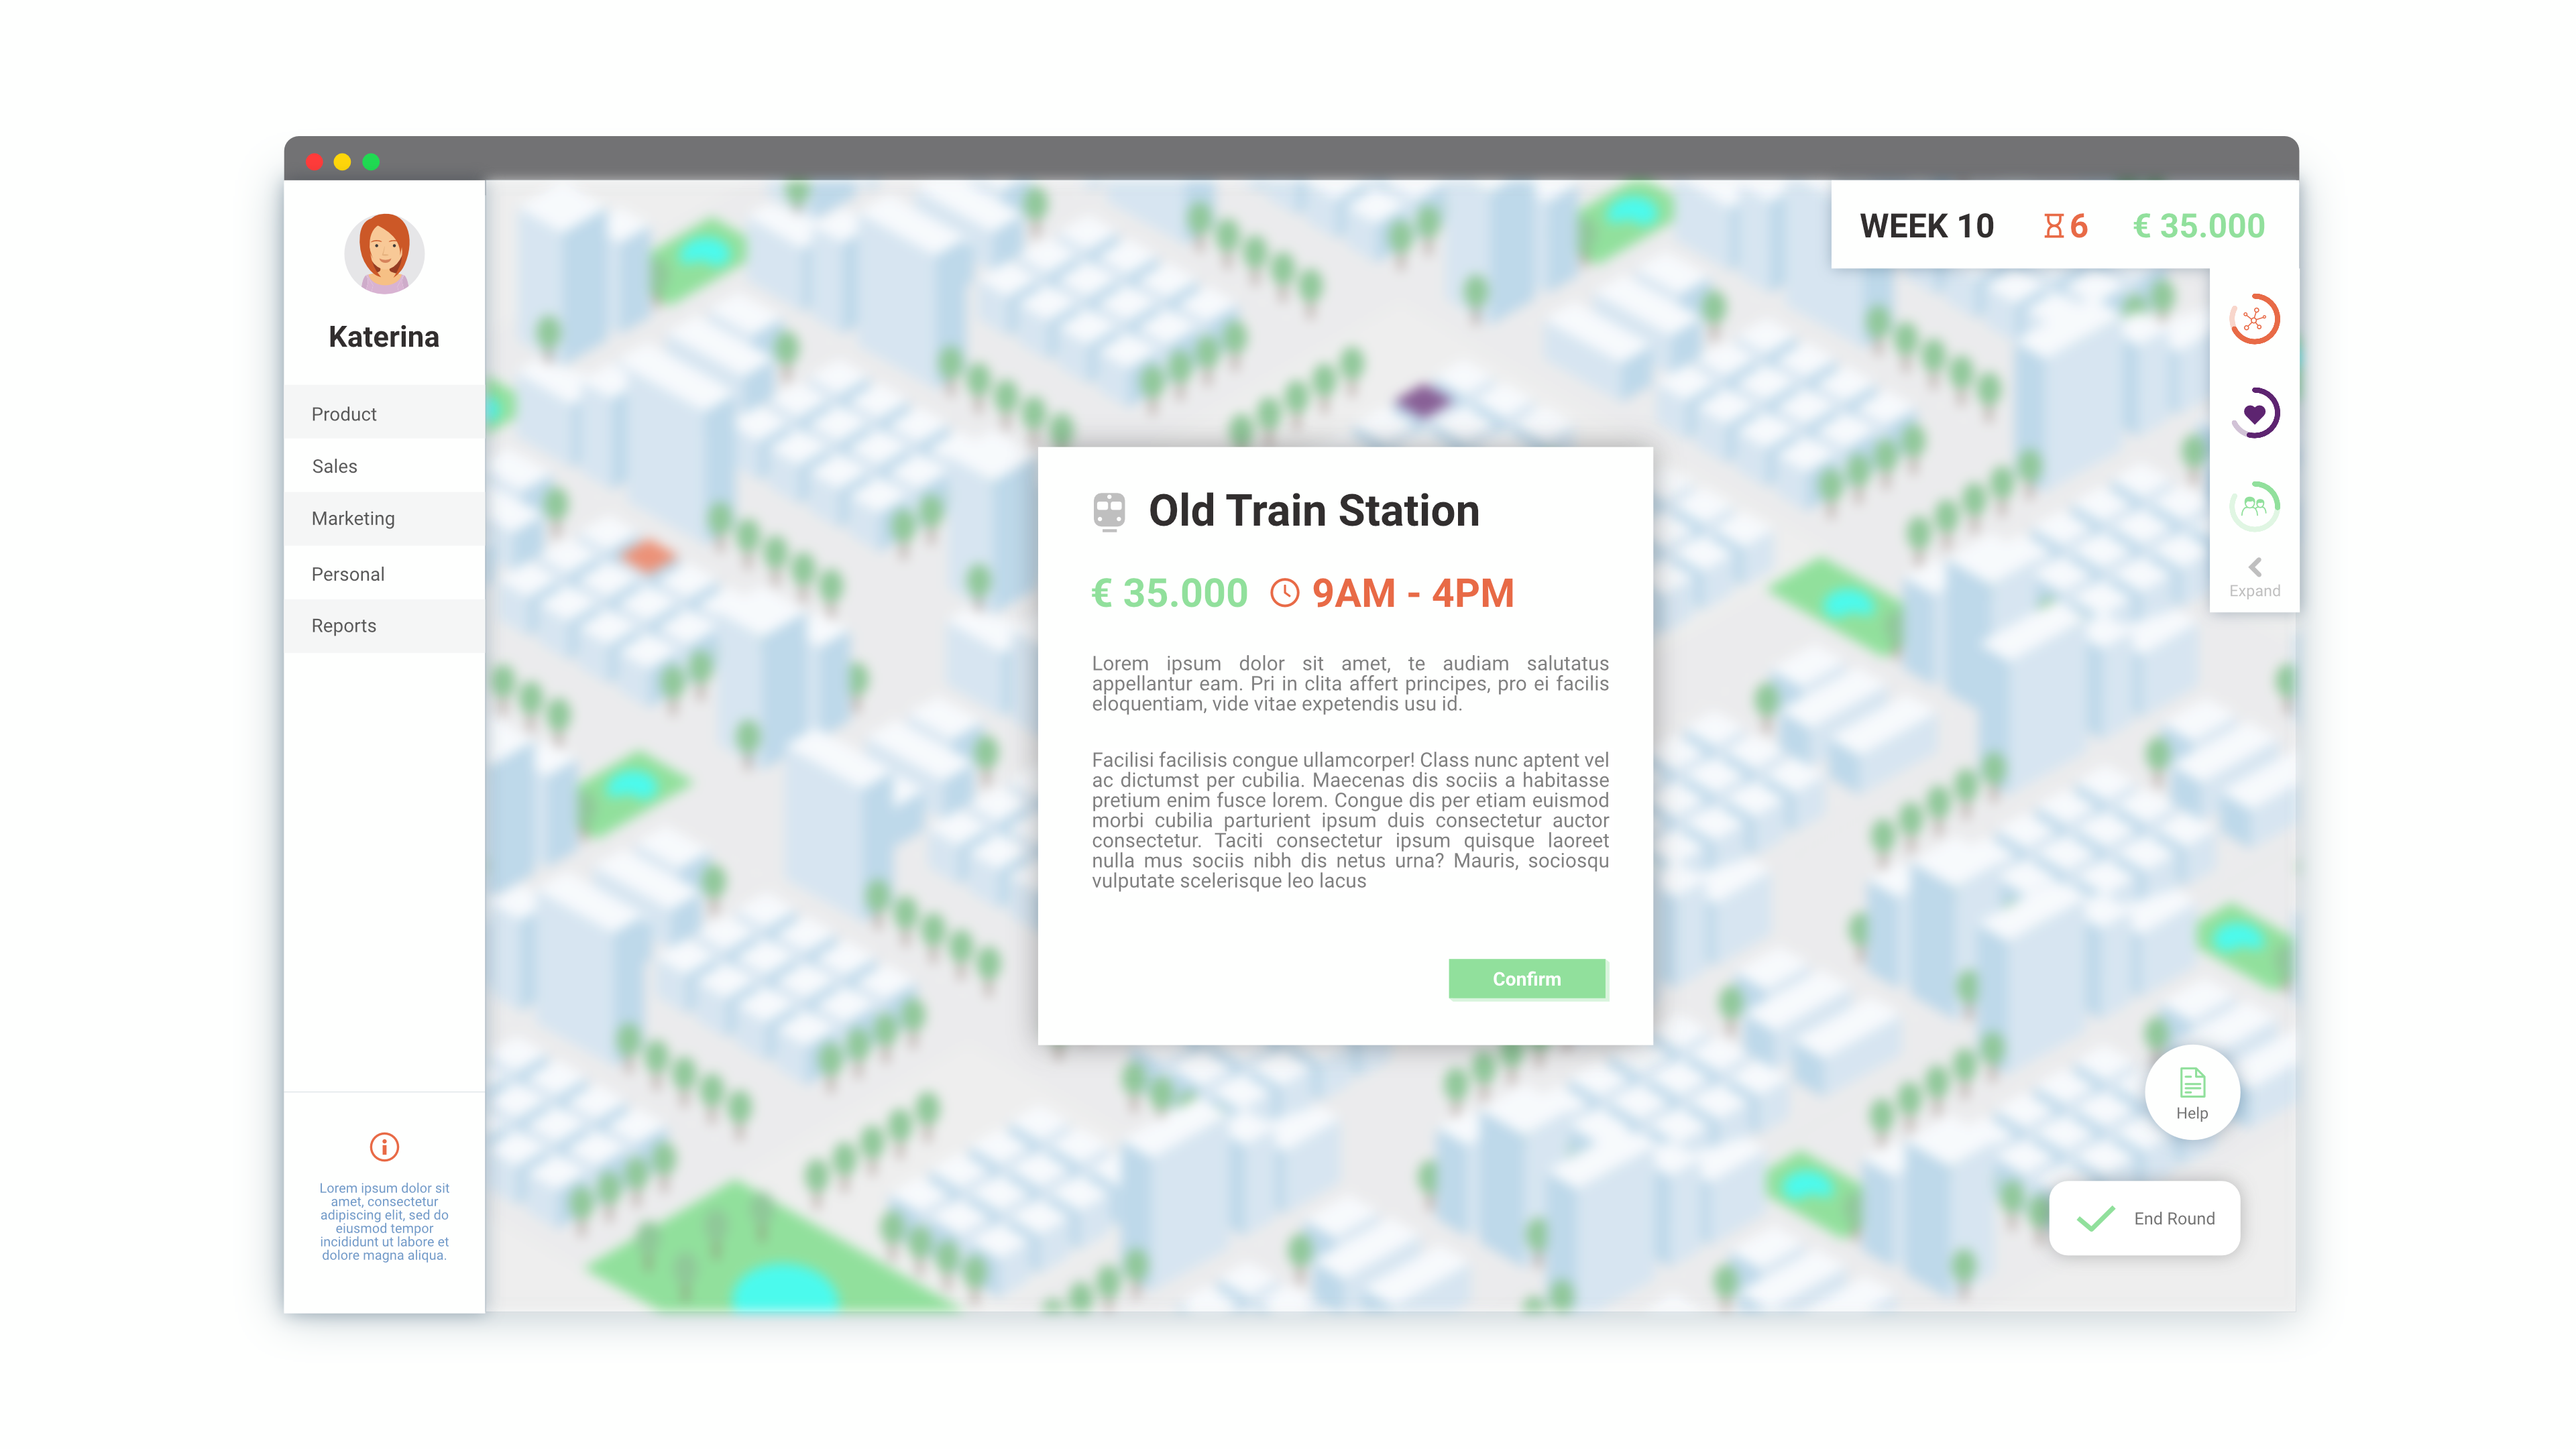 Katerina
Product
Sales
Marketing
Personal
Reports
Lorem ipsum dolor sit
amet, consectetur
adipiscing elit, sed do
eiusmod tempor
incididunt ut labore et
dolore magna aliqua.
WEEK 10 6 € 35.000
Expand
Old Train Station
€ 35.000 9AM - 4PM
Lorem ipsum dolor sit amet, te audiam salutatus
appellantur eam. Pri in clita affert principes, pro ei facilis
eloquentiam, vide vitae expetendis usu id.
Facilisi facilisis congue ullamcorper! Class nunc aptent vel
ac dictumst per cubilia. Maecenas dis sociis a habitasse
pretium enim fusce lorem. Congue dis per etiam euismod
morbi cubilia parturient ipsum duis consectetur auctor
consectetur. Taciti consectetur ipsum quisque laoreet
nulla mus sociis nibh dis netus urna? Mauris, sociosqu
vulputate scelerisque leo lacus
Confirm
Help
End Round